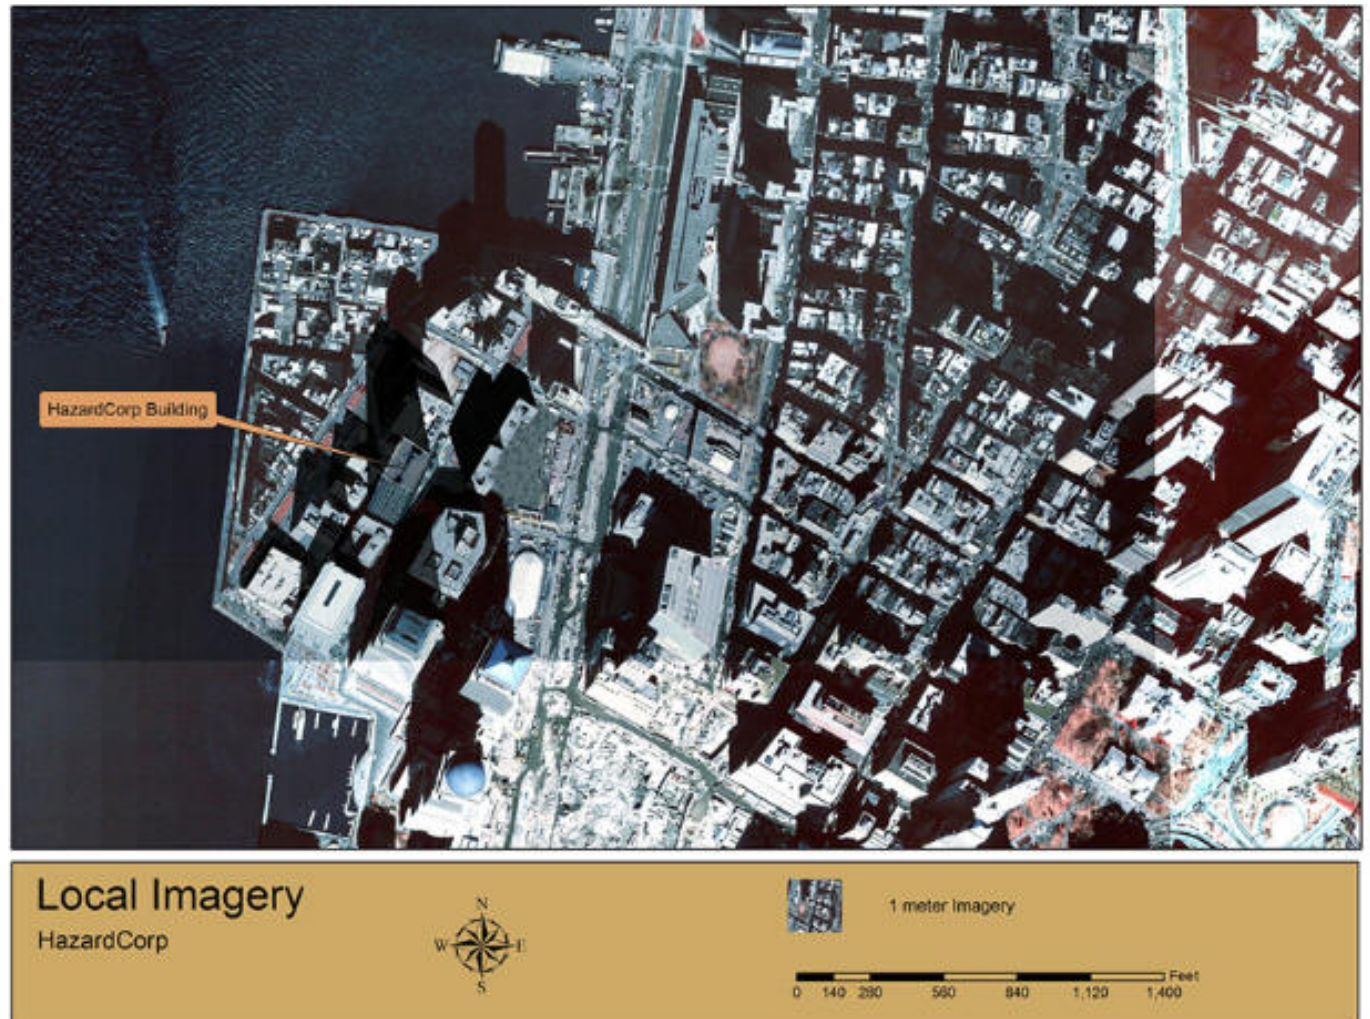 HazardCorp Building
Local Imagery
HazardCorp
N
W E
S
1 meter Imagery
Feet
0 140 280 560 840 1,120 1,400